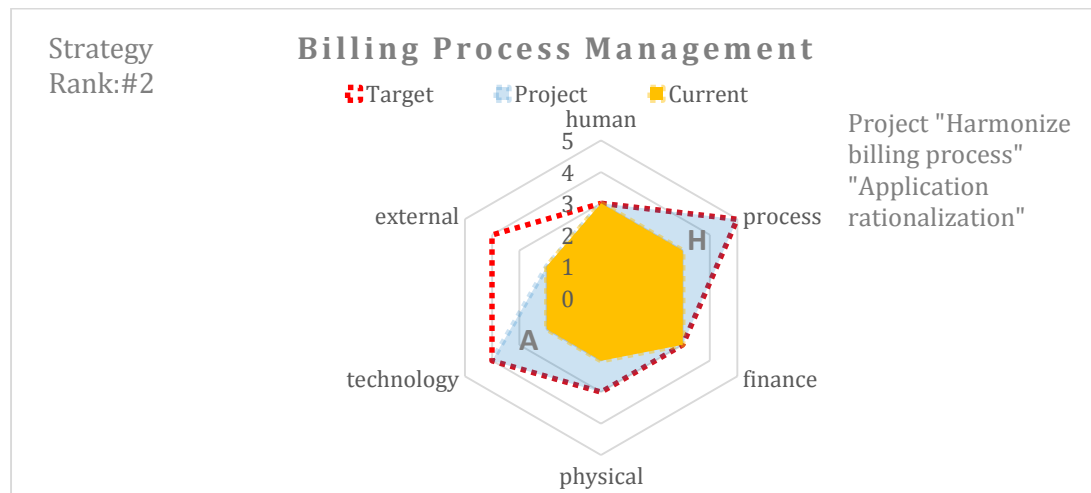 Strategy
Rank:#2
Billing Process Management
Target Project Current
human
Project "Harmonize
billing process"
"Application
rationalization"
5
4
3
2
1
0
external
process
H
A
technology
finance
physical